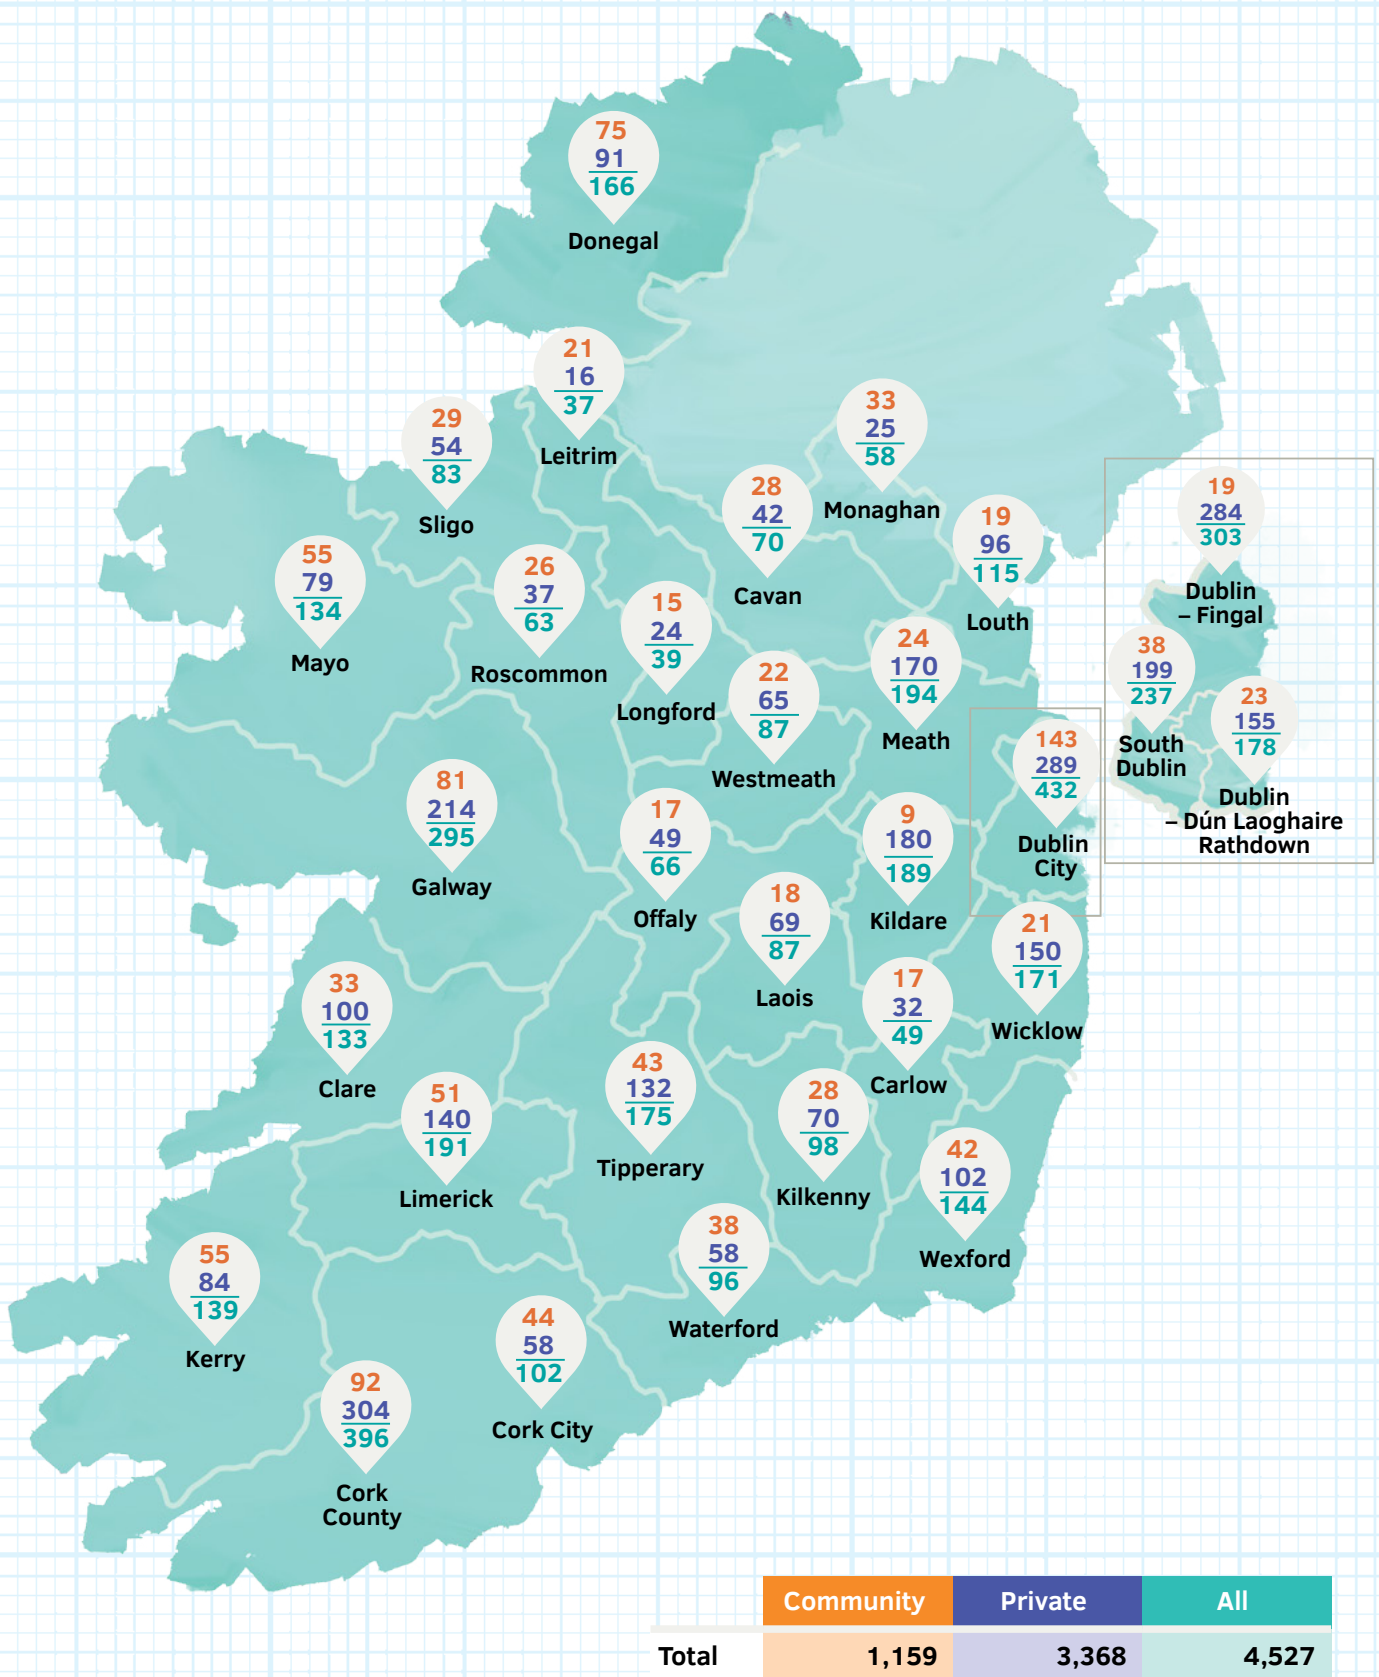 75
91
166
Donegal
21
16
37
Leitrim
29
54
83
Sligo
33
25
58
Monaghan
28
42
70
Cavan
19
96
115
Louth
19
284
303
Dublin
– Fingal
55
79
134
Mayo
26
37
63
Roscommon
15
24
39
Longford
24
170
194
Meath
22
65
87
Westmeath
38
199
237
South
Dublin
23
155
178
Dublin
– Dún Laoghaire
Rathdown
143
289
432
Dublin
City
81
214
295
Galway
17
49
66
Offaly
9
180
189
Kildare
18
69
87
Laois
21
150
171
Wicklow
33
100
133
Clare
17
32
49
Carlow
51
140
191
Limerick
43
132
175
Tipperary
28
70
98
Kilkenny
42
102
144
Wexford
38
58
96
Waterford
55
84
139
Kerry
44
58
102
Cork City
92
304
396
Cork
County
Community Private All
Total 1,159 3,368 4,527